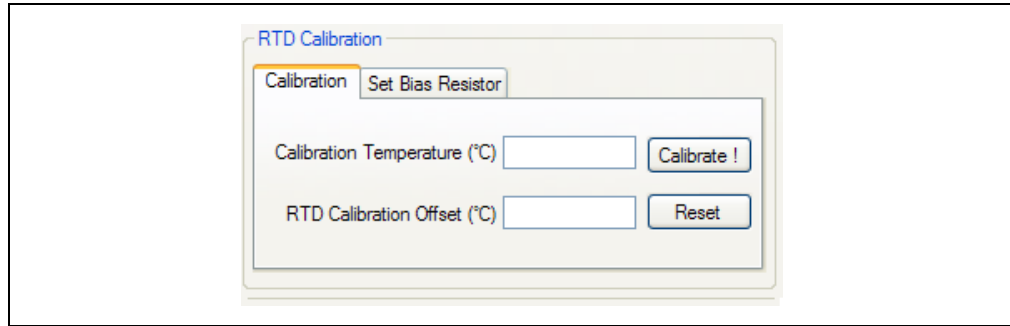 RTD Calibration
Calibration Set Bias Resistor
Calibration Temperature (°C) Calibrate !
RTD Calibration Offset (°C) Reset